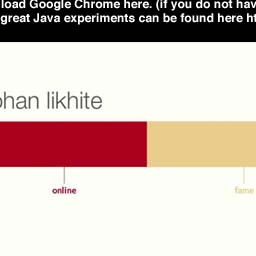 load Google Chrome here. (if you do not hav
great Java experiments can be found here ht
ohan likhite
online
fame